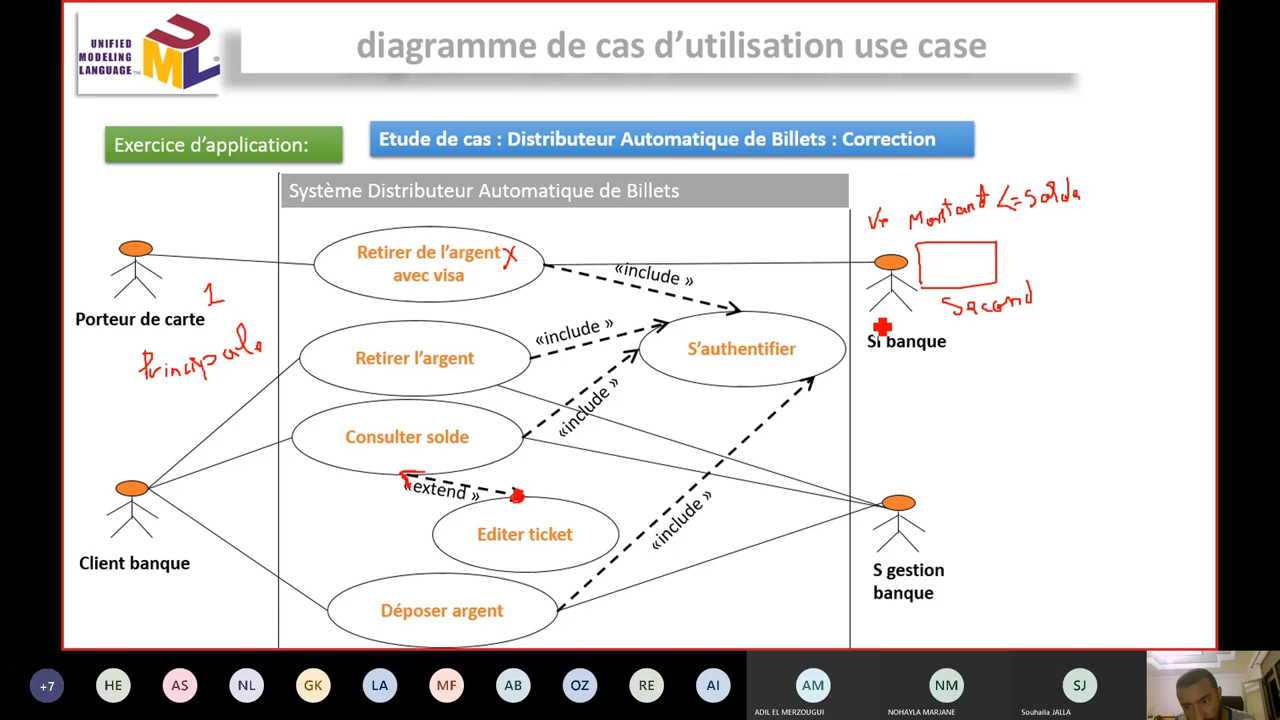 UNIFIED
MODELING
LANGUAGE™
UML®
diagramme de cas d’utilisation use case
Exercice d’application:
Etude de cas : Distributeur Automatique de Billets : Correction
Système Distributeur Automatique de Billets
montant <= Solde
Retirer de l’argent X
avec visa
«include »
Porteur de carte
1
Principale
Second
SI banque
«include »
Retirer l’argent
S’authentifier
«include »
Consulter solde
«extend »
Editer ticket
«include »
Client banque
S gestion
banque
Déposer argent
+7
HE
AS
NL
GK
LA
MF
AB
OZ
RE
AI
AM
ADIL EL MERZOUGUI
NM
NOHAYLA MARJANE
SJ
Souhaila JALLA